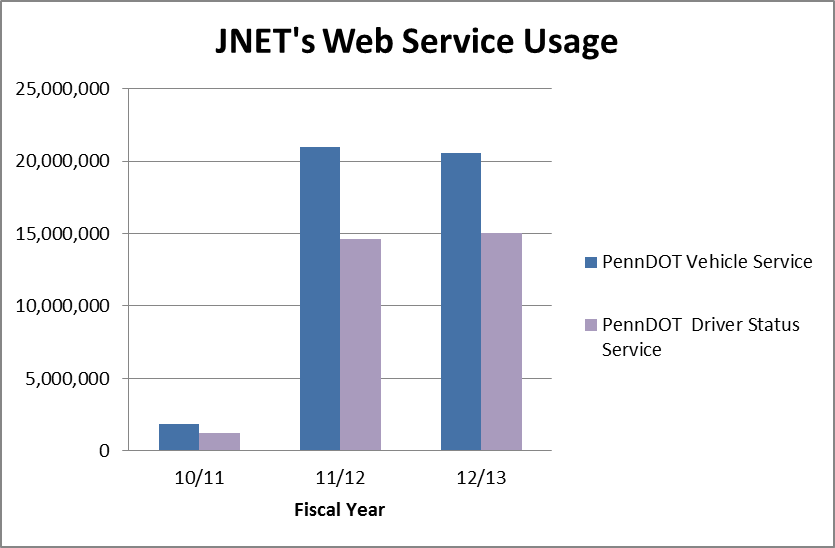 JNET's Web Service Usage
25,000,000
20,000,000
15,000,000
10,000,000
5,000,000
0
10/11 11/12 12/13
Fiscal Year
PennDOT Vehicle Service
PennDOT  Driver Status
Service